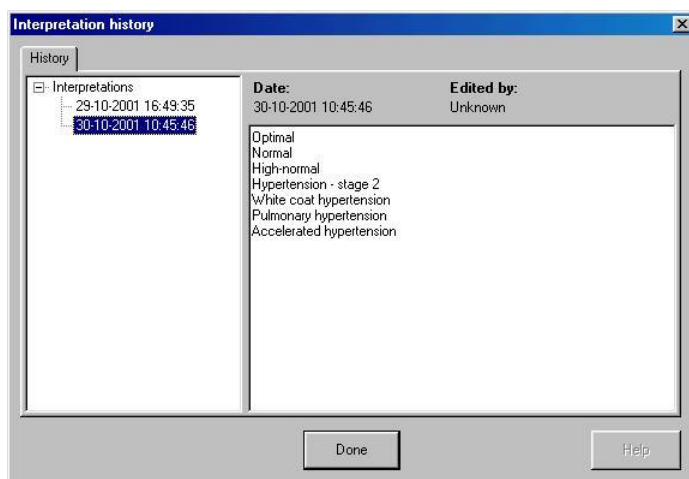 Interpretation history
History
Interpretations
29-10-2001 16:49:35
30-10-2001 10:45:46
Date:
Edited by:
30-10-2001 10:45:46
Unknown
Optimal
Normal
High-normal
Hypertension - stage 2
White coat hypertension
Pulmonary hypertension
Accelerated hypertension
Done
Help